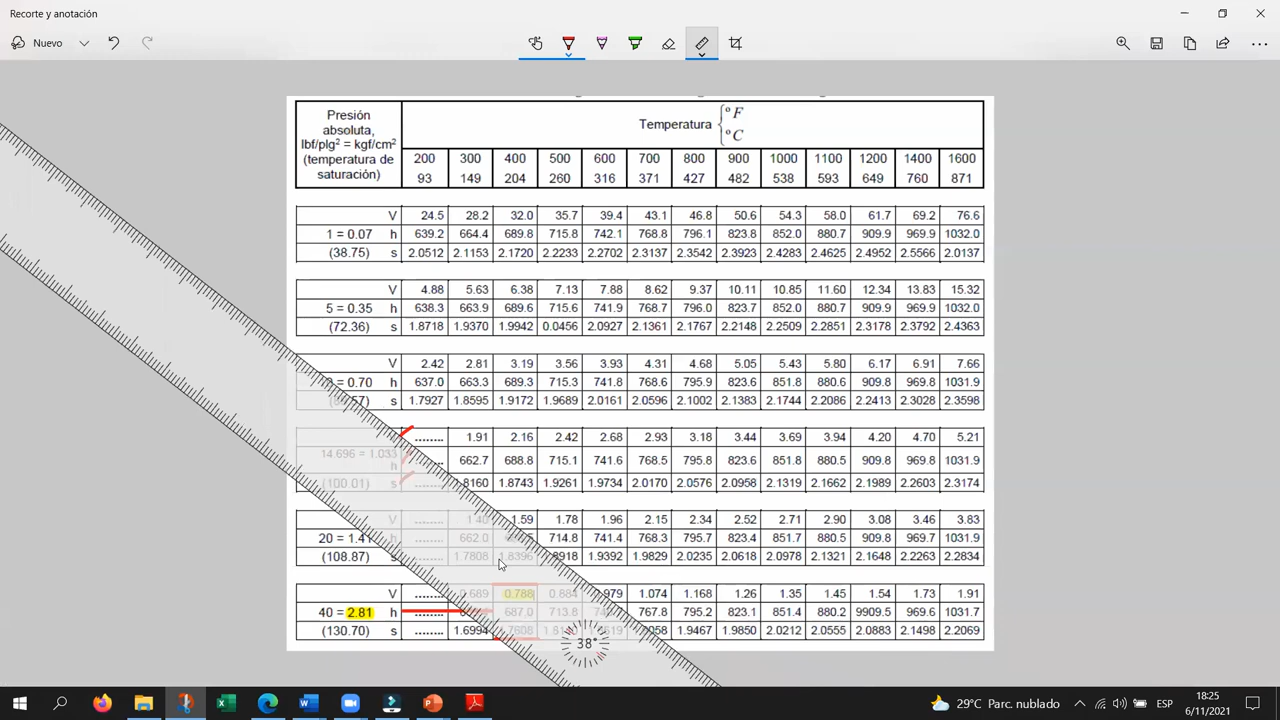 Recorte y anotación
Nuevo
Presión absoluta, lbf/plg² = kgf/cm² (temperatura de saturación)
Temperatura { º F º C
200 300 400 500 600 700 800 900 1000 1100 1200 1400 1600
93 149 204 260 316 371 427 482 538 593 649 760 871
V 24.5 28.2 32.0 35.7 39.4 43.1 46.8 50.6 54.3 58.0 61.7 69.2 76.6
1 = 0.07 h 639.2 664.4 689.8 715.8 742.1 768.8 796.1 823.8 852.0 880.7 909.9 969.9 1032.0
(38.75) s 2.0512 2.1153 2.1720 2.2233 2.2702 2.3137 2.3542 2.3923 2.4283 2.4625 2.4952 2.5566 2.0137
V 4.88 5.63 6.38 7.13 7.88 8.62 9.37 10.11 10.85 11.60 12.34 13.83 15.32
5 = 0.35 h 638.3 663.9 689.6 715.6 741.9 768.7 796.0 823.7 852.0 880.7 909.9 969.9 1032.0
(72.36) s 1.8718 1.9370 1.9942 0.0456 2.0927 2.1361 2.1767 2.2148 2.2509 2.2851 2.3178 2.3792 2.4363
V 2.42 2.81 3.19 3.56 3.93 4.31 4.68 5.05 5.43 5.80 6.17 6.91 7.66
= 0.70 h 637.0 663.3 689.3 715.3 741.8 768.6 795.9 823.6 851.8 880.6 909.8 969.8 1031.9
s 1.7927 1.8595 1.9172 1.9689 2.0161 2.0596 2.1002 2.1383 2.1744 2.2086 2.2413 2.3028 2.3598
........ 1.91 2.16 2.42 2.68 2.93 3.18 3.44 3.69 3.94 4.20 4.70 5.21
14.696 = 1.033 h 662.7 688.8 715.1 741.6 768.5 795.8 823.6 851.8 880.5 909.8 969.8 1031.9
(100.01) s ........ .8160 1.8743 1.9261 1.9734 2.0170 2.0576 2.0958 2.1319 2.1662 2.1989 2.2603 2.3174
V ........ 1.40 1.59 1.78 1.96 2.15 2.34 2.52 2.71 2.90 3.08 3.46 3.83
20 = 1.41 h ........ 662.0 714.8 741.4 768.3 795.7 823.4 851.7 880.5 909.8 969.7 1031.9
(108.87) s ........ 1.7808 1.8396 .8918 1.9392 1.9829 2.0235 2.0618 2.0978 2.1321 2.1648 2.2263 2.2834
V ........ .689 0.788 0.884 .979 1.074 1.168 1.26 1.35 1.45 1.54 1.73 1.91
40 = 2.81 h ........ 687.0 713.8 767.8 795.2 823.1 851.4 880.2 9909.5 969.6 1031.7
(130.70) s ........ 1.6994 1.7608 1.9467 1.9850 2.0212 2.0555 2.0883 2.1498 2.2069
38°
29°C Parc. nublado ESP 18:25
6/11/2021